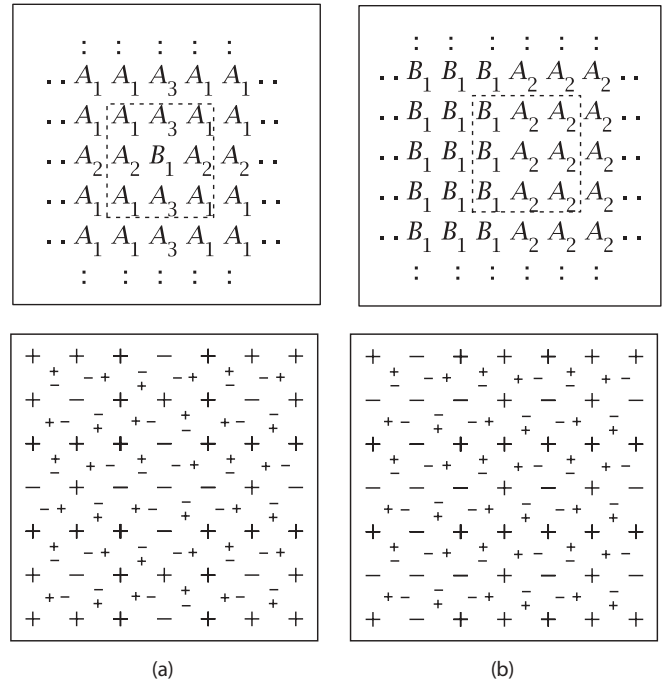 : : : : :
·· A₁ A₁ A₃ A₁ A₁ ··
·· A₁ A₁ A₃ A₁ A₁ ··
·· A₂ A₂ B₁ A₂ A₂ ··
·· A₁ A₁ A₃ A₁ A₁ ··
·· A₁ A₁ A₃ A₁ A₁ ··
: : : : :
: : : : : :
·· B₁ B₁ B₁ A₂ A₂ A₂ ··
·· B₁ B₁ B₁ A₂ A₂ A₂ ··
·· B₁ B₁ B₁ A₂ A₂ A₂ ··
·· B₁ B₁ B₁ A₂ A₂ A₂ ··
·· B₁ B₁ B₁ A₂ A₂ A₂ ··
: : : : : :
(a)
(b)